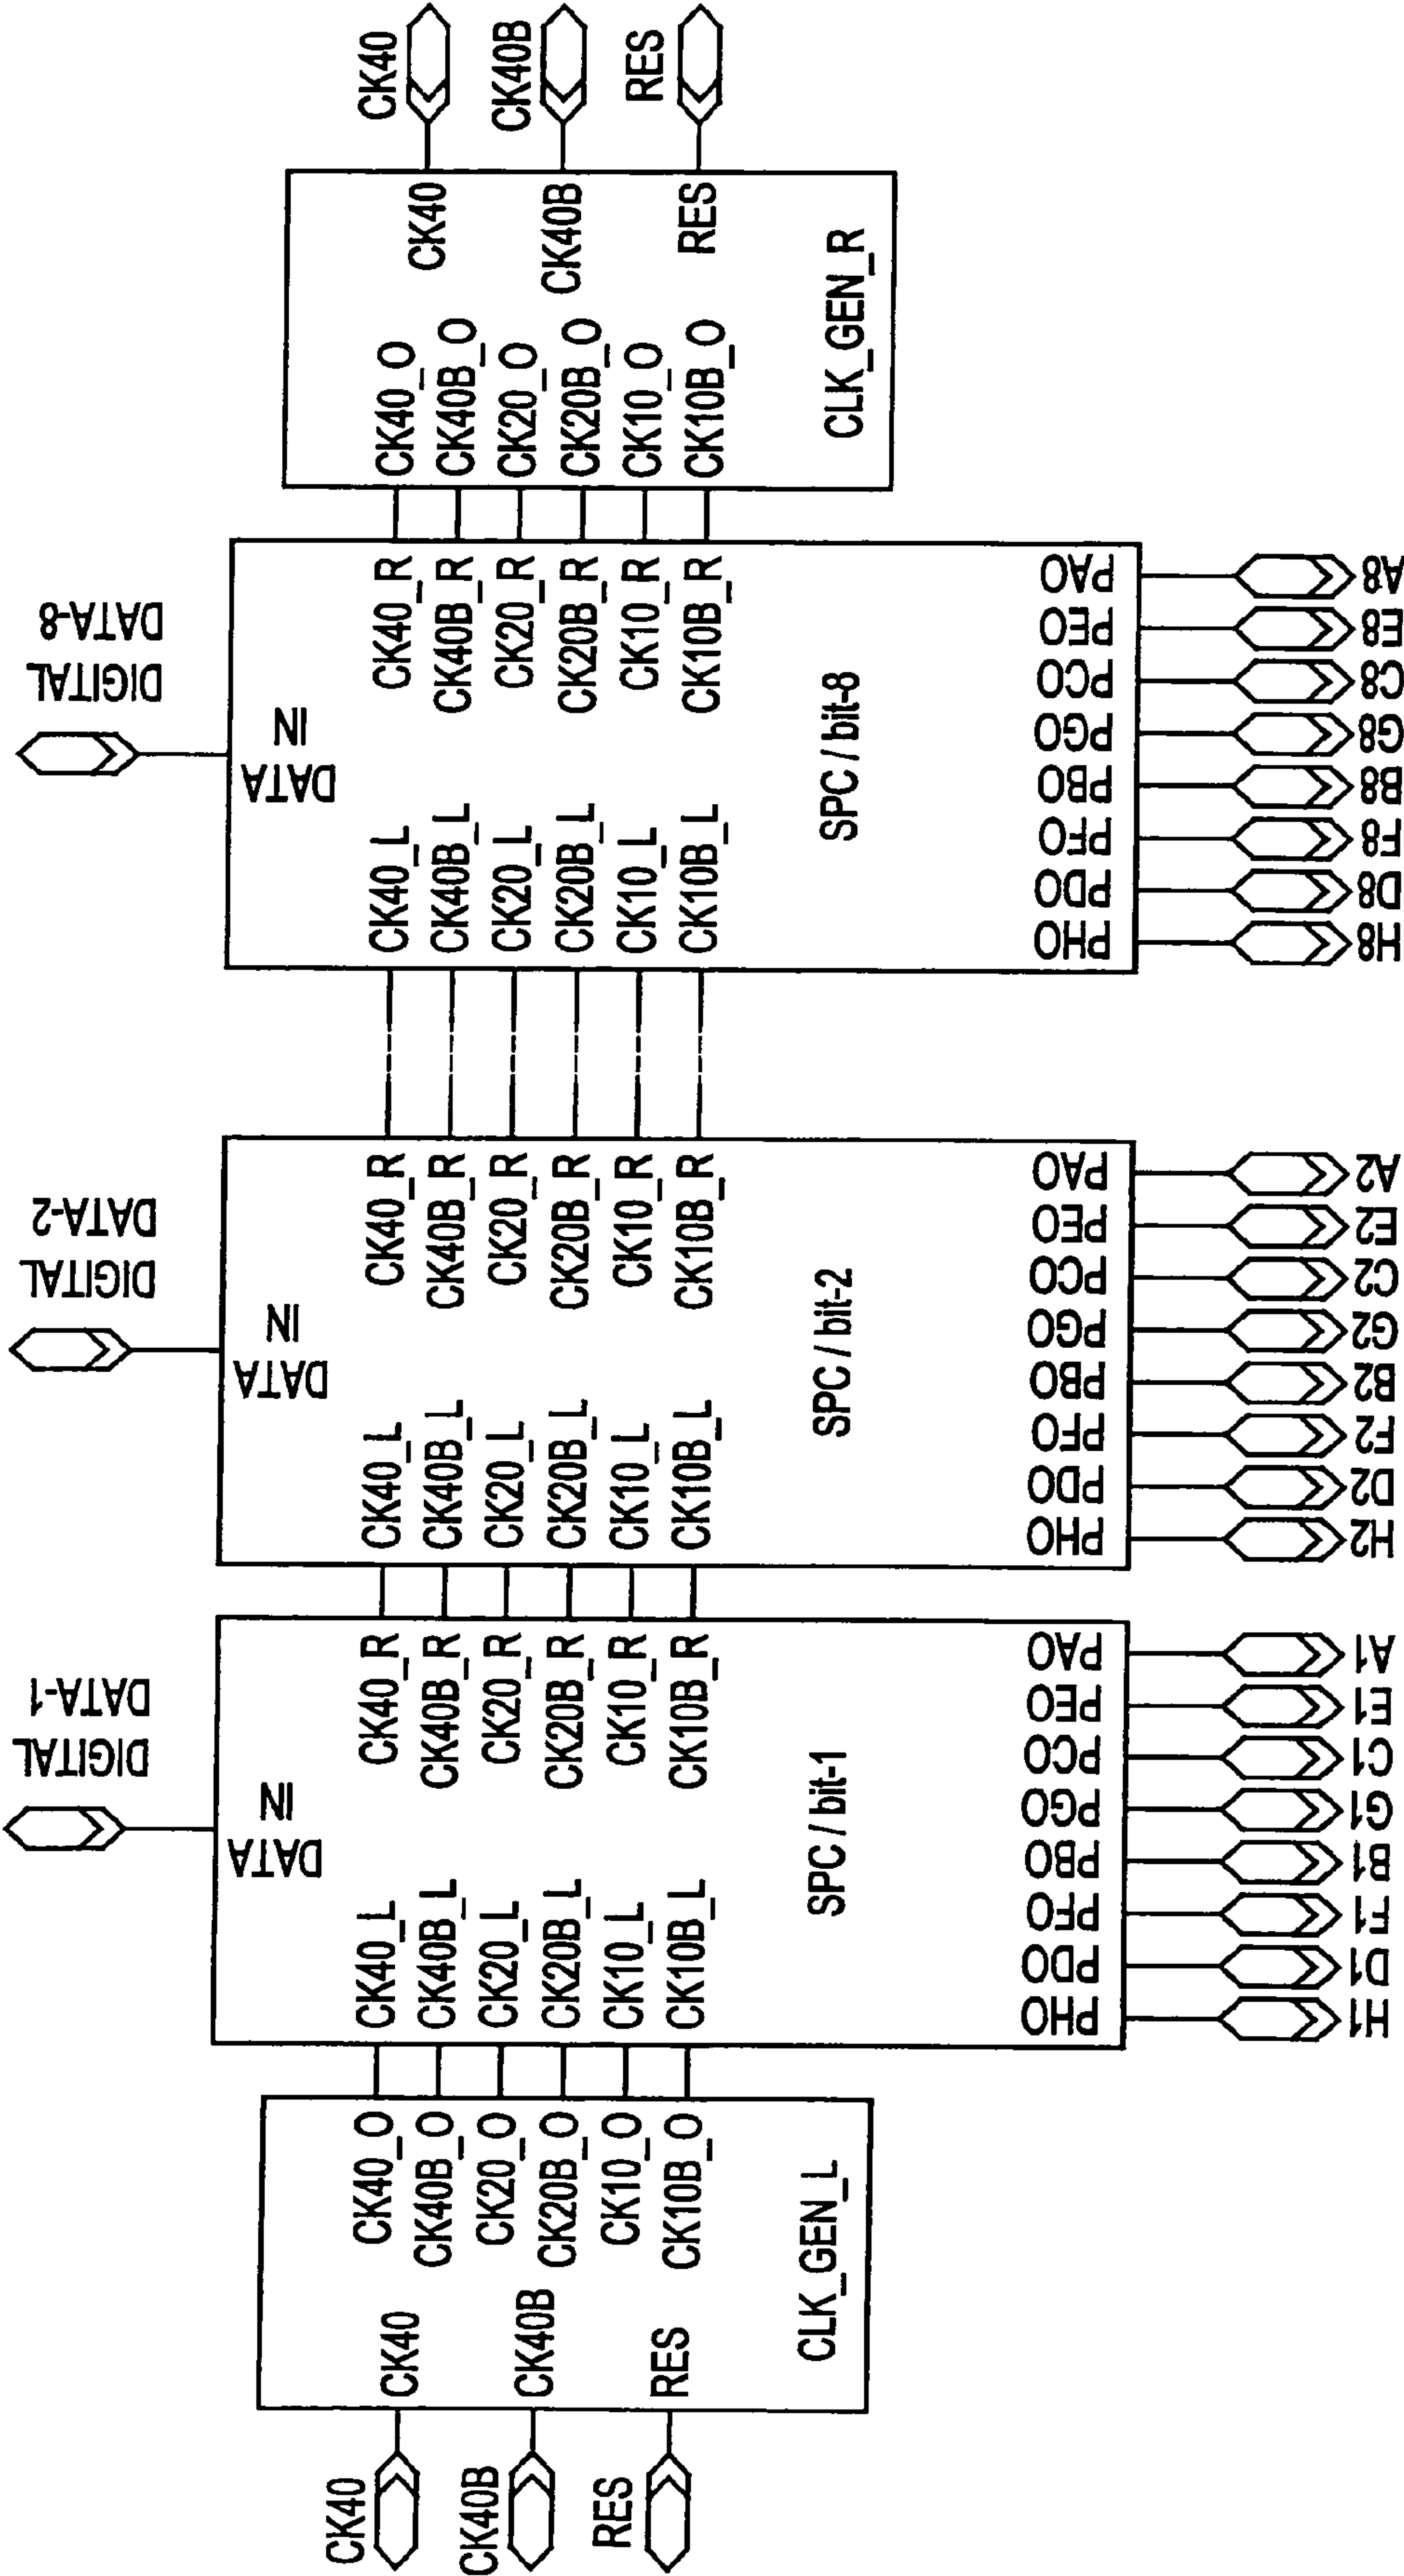 CK40
CK40B
RES
CK40
CK40B
RES
CK40_O
CK40B_O
CK20_O
CK20B_O
CK10_O
CK10B_O
CLK_GEN_R
DIGITAL
DATA-8
DATA
IN
CK40_R
CK40B_R
CK20_R
CK20B_R
CK10_R
CK10B_R
CK40_L
CK40B_L
CK20_L
CK20B_L
CK10_L
CK10B_L
SPC / bit-8
PAO
PEO
PCO
PGO
PBO
PFO
PDO
PHO
A8
E8
C8
G8
B8
F8
D8
H8
DIGITAL
DATA-2
DATA
IN
CK40_R
CK40B_R
CK20_R
CK20B_R
CK10_R
CK10B_R
CK40_L
CK40B_L
CK20_L
CK20B_L
CK10_L
CK10B_L
SPC / bit-2
PAO
PEO
PCO
PGO
PBO
PFO
PDO
PHO
A2
E2
C2
G2
B2
F2
D2
H2
DIGITAL
DATA-1
DATA
IN
CK40_R
CK40B_R
CK20_R
CK20B_R
CK10_R
CK10B_R
CK40_L
CK40B_L
CK20_L
CK20B_L
CK10_L
CK10B_L
SPC / bit-1
PAO
PEO
PCO
PGO
PBO
PFO
PDO
PHO
A1
E1
C1
G1
B1
F1
D1
H1
CK40_O
CK40B_O
CK20_O
CK20B_O
CK10_O
CK10B_O
CK40
CK40B
RES
CLK_GEN_L
CK40
CK40B
RES